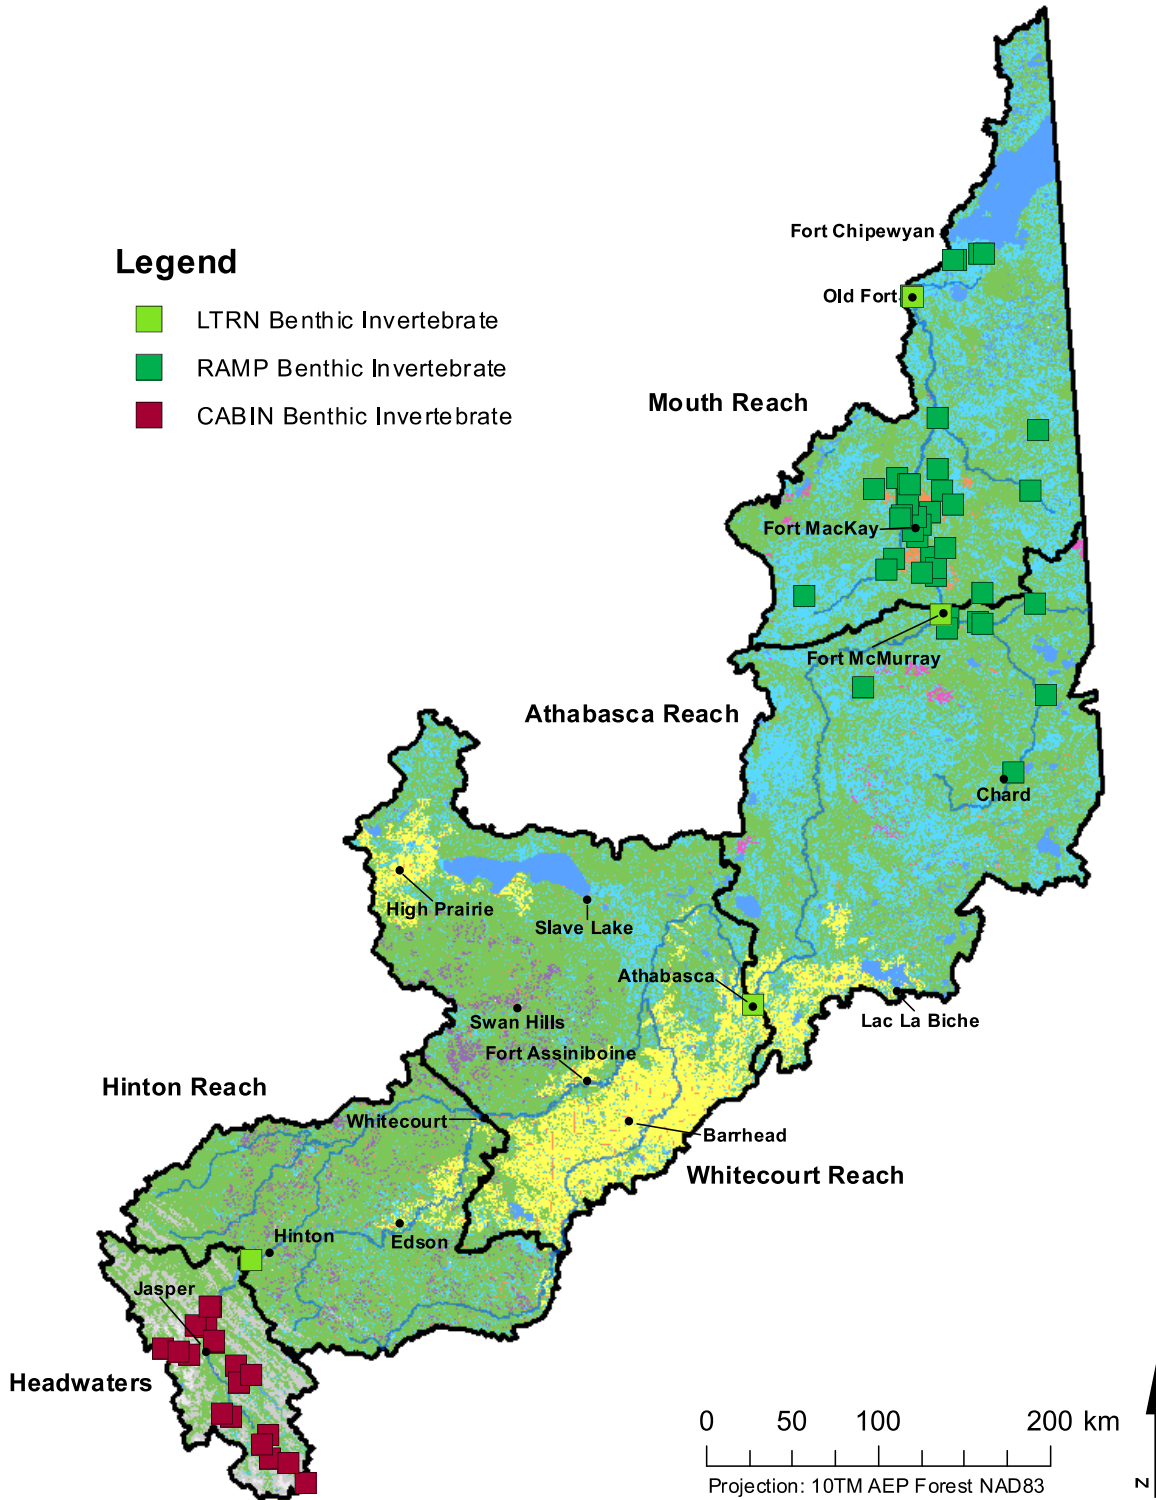 Fort Chipewyan
Legend
Old Fort
LTRN Benthic Invertebrate
RAMP Benthic Invertebrate
Mouth Reach
CABIN Benthic Invertebrate
Fort MacKay
Fort McMurray
Athabasca Reach
Chard
High Prairie
Slave Lake
Athabasca
Swan Hills
Lac La Biche
Fort Assiniboine
Hinton Reach
Whitecourt
Barrhead
Whitecourt Reach
Hinton
Edson
Jasper
Headwaters
0 50 100 200 km
Projection: 10TM AEP Forest NAD83
N